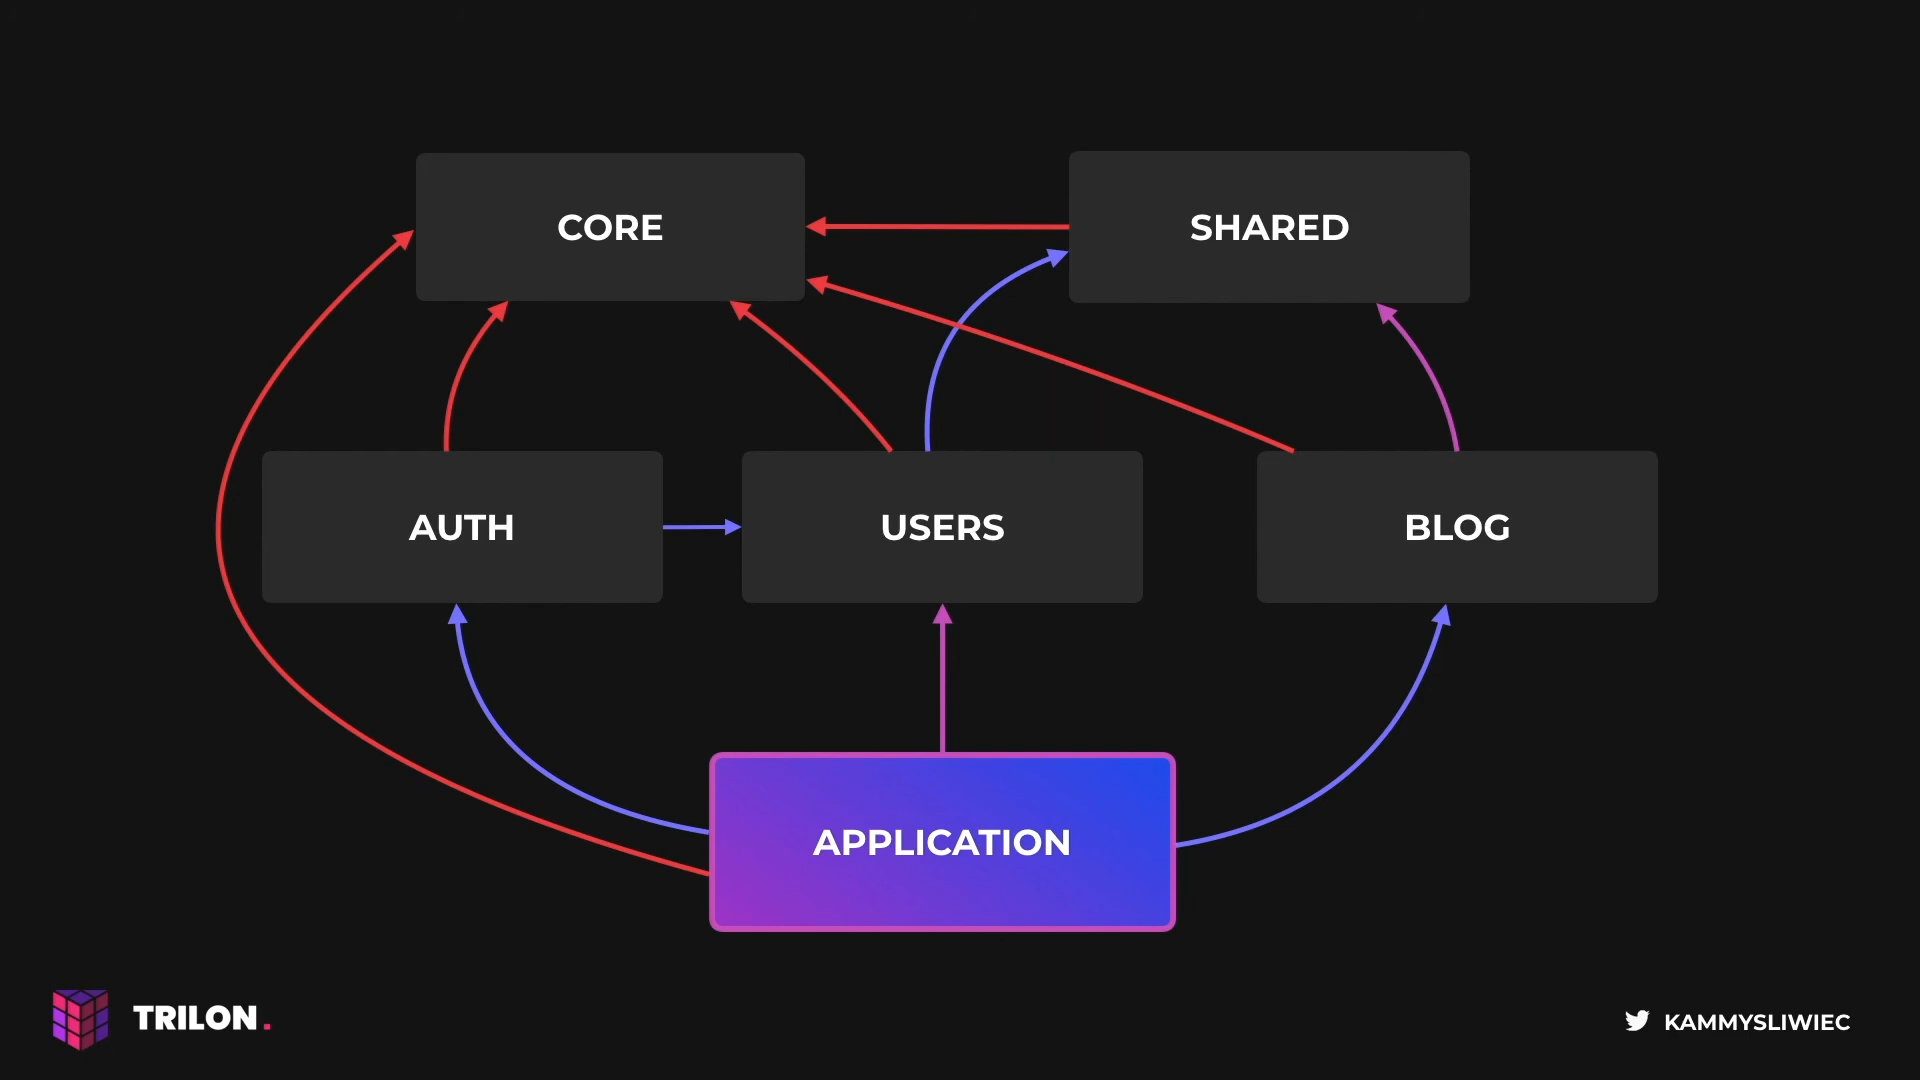 CORE
SHARED
AUTH
USERS
BLOG
APPLICATION
TRILON.
KAMMYSLIWIEC